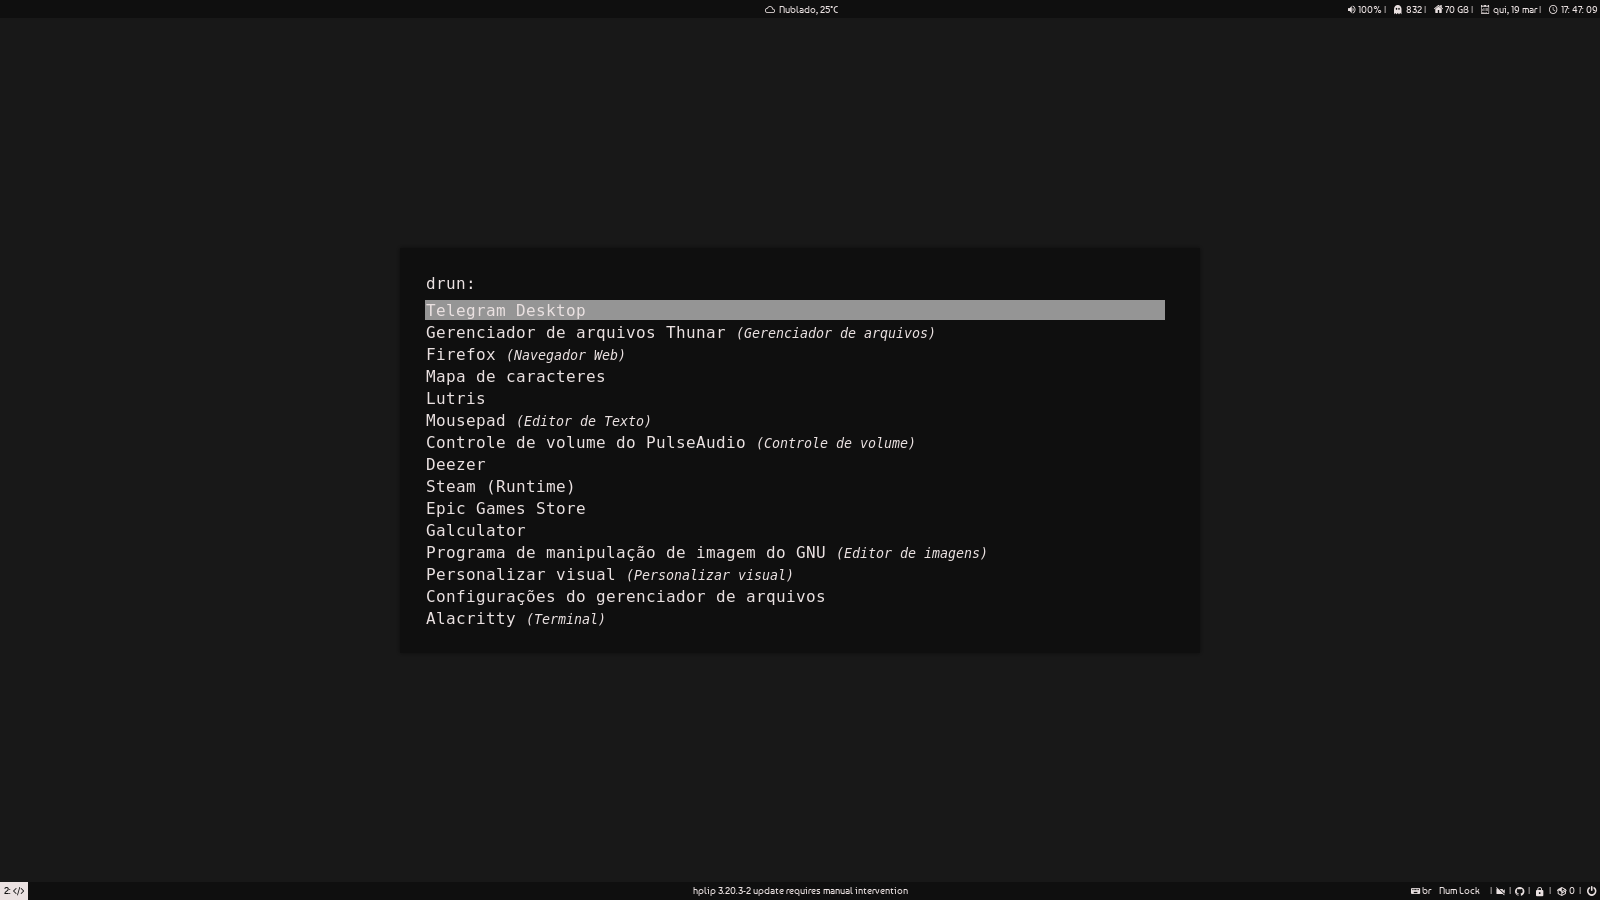 Nublado, 25°C
100% | 832 | 70 GB | qui, 19 mar | 17: 47: 09
drun:
Telegram Desktop
Gerenciador de arquivos Thunar (Gerenciador de arquivos)
Firefox (Navegador Web)
Mapa de caracteres
Lutris
Mousepad (Editor de Texto)
Controle de volume do PulseAudio (Controle de volume)
Deezer
Steam (Runtime)
Epic Games Store
Galculator
Programa de manipulação de imagem do GNU (Editor de imagens)
Personalizar visual (Personalizar visual)
Configurações do gerenciador de arquivos
Alacritty (Terminal)
2: </>
hplip 3.20.3-2 update requires manual intervention
br Num Lock | | | | 0 |